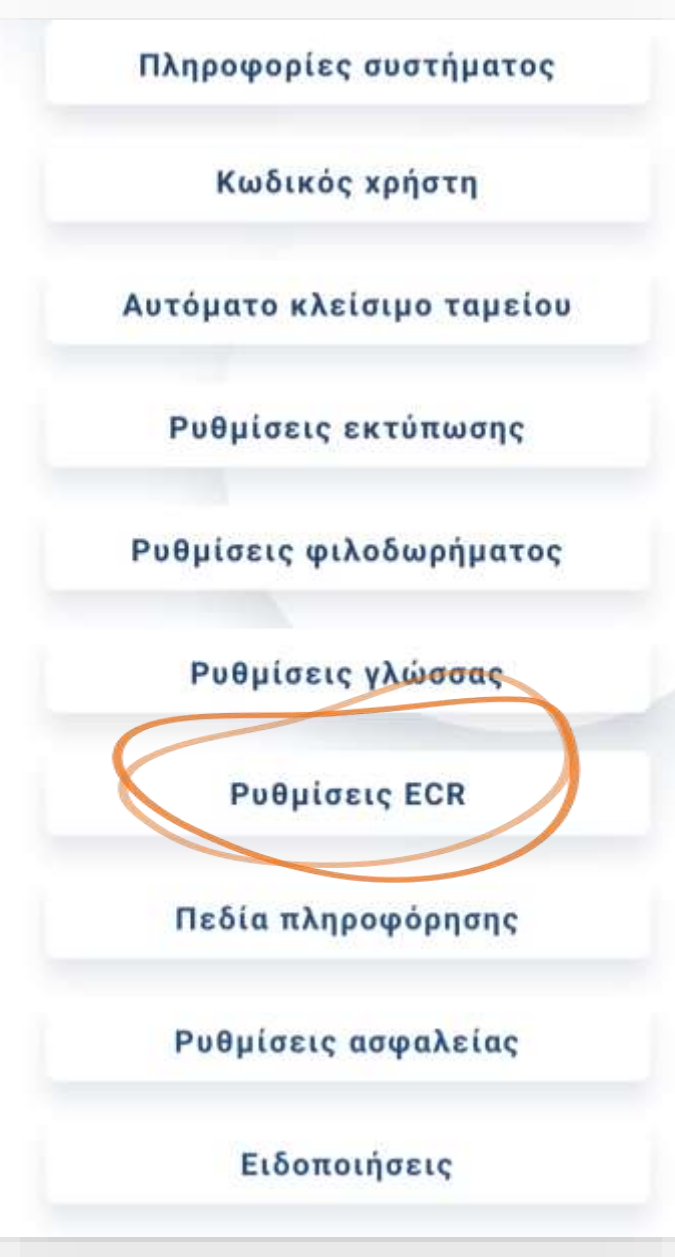 Πληροφορίες συστήματος
Κωδικός χρήστη
Αυτόματο κλείσιμο ταμείου
Ρυθμίσεις εκτύπωσης
Ρυθμίσεις φιλοδωρήματος
Ρυθμίσεις γλώσσας
Ρυθμίσεις ECR
Πεδία πληροφόρησης
Ρυθμίσεις ασφαλείας
Ειδοποιήσεις